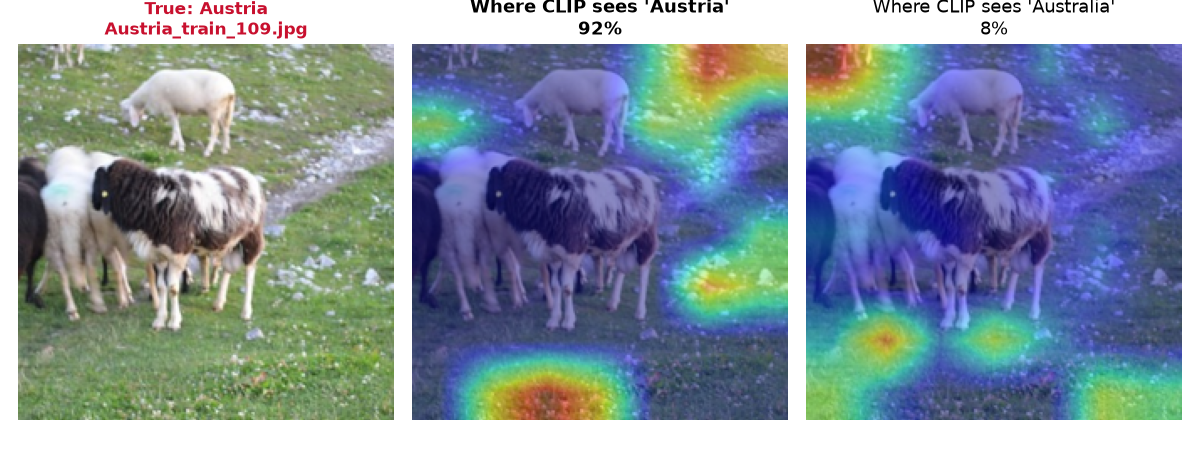 True: Austria
Austria_train_109.jpg
Where CLIP sees 'Austria'
92%
Where CLIP sees 'Australia'
8%